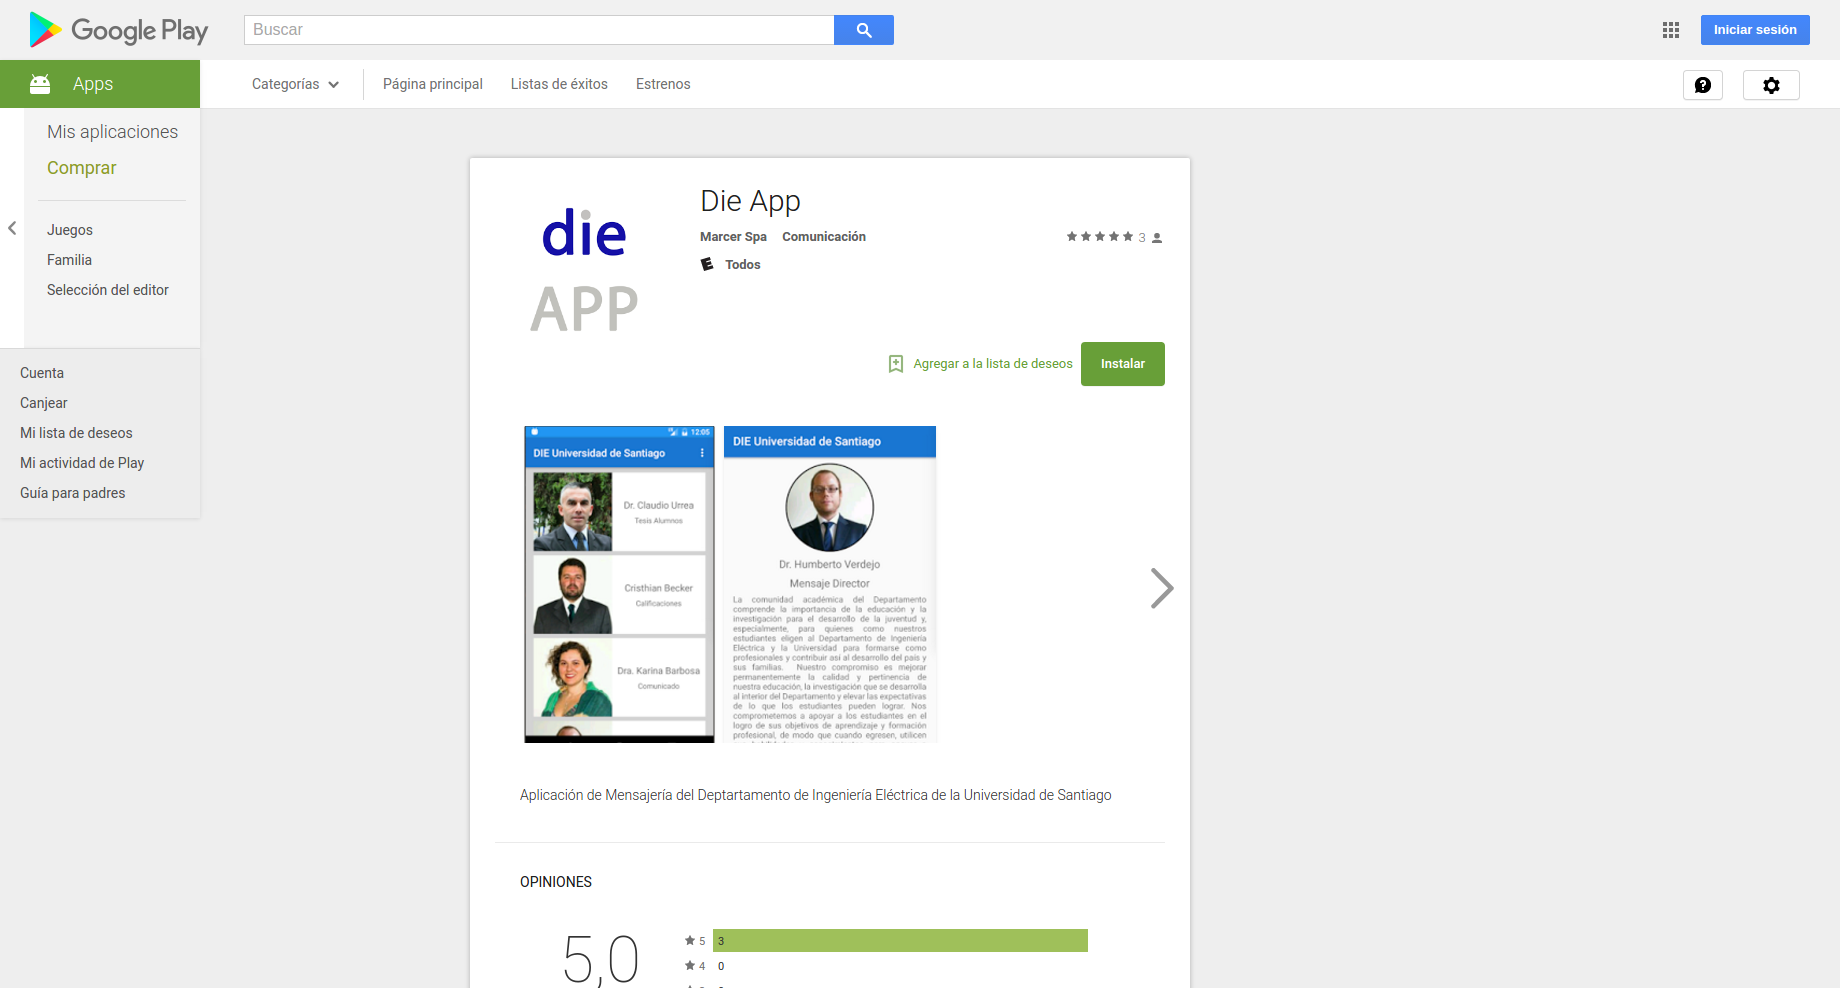 Google Play
Buscar
Iniciar sesión
Apps
Categorías
Página principal
Listas de éxitos
Estrenos
Mis aplicaciones
Comprar
Juegos
Familia
Selección del editor
Cuenta
Canjear
Mi lista de deseos
Mi actividad de Play
Guía para padres
die
APP
Die App
Marcer Spa Comunicación
3
E Todos
Agregar a la lista de deseos
Instalar
12:05
DIE Universidad de Santiago
Dr. Claudio Urrea
Tesis Alumnos
Cristhian Becker
Calificaciones
Dra. Karina Barbosa
Comunicado
DIE Universidad de Santiago
Dr. Humberto Verdejo
Mensaje Director
La comunidad académica del Departamento
comprende la importancia de la educación y la
investigación para el desarrollo de la juventud y,
especialmente, para quienes como nuestros
estudiantes eligen al Departamento de Ingeniería
Eléctrica y la Universidad para formarse como
profesionales y contribuir así al desarrollo del país y
sus familias. Nuestro compromiso es mejorar
permanentemente la calidad y pertinencia de
nuestra educación, la investigación que se desarrolla
al interior del Departamento y elevar las expectativas
de lo que los estudiantes pueden lograr. Nos
comprometemos a apoyar a los estudiantes en el
logro de sus objetivos de aprendizaje y formación
profesional, de modo que cuando egresen, utilicen
Aplicación de Mensajería del Deptartamento de Ingeniería Eléctrica de la Universidad de Santiago
OPINIONES
5,0
5 3
4 0